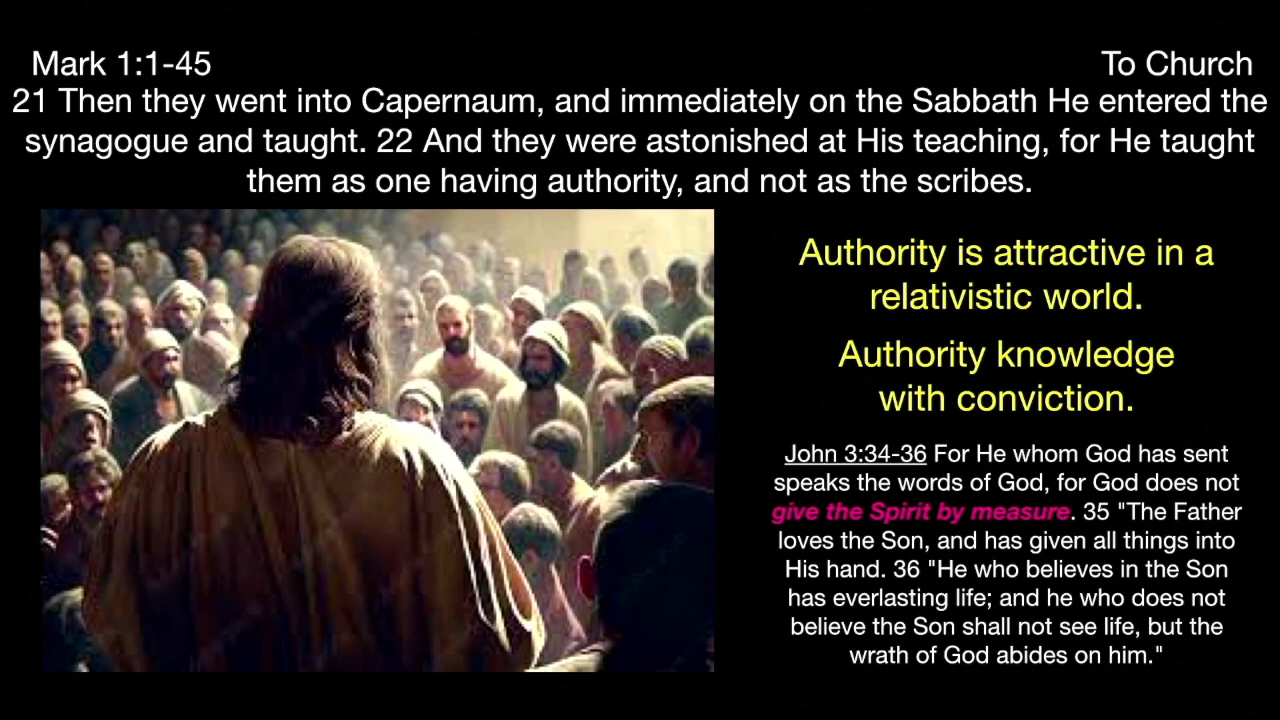 Mark 1:1-45
To Church
21 Then they went into Capernaum, and immediately on the Sabbath He entered the
synagogue and taught. 22 And they were astonished at His teaching, for He taught
them as one having authority, and not as the scribes.
Authority is attractive in a
relativistic world.
Authority knowledge
with conviction.
John 3:34-36 For He whom God has sent
speaks the words of God, for God does not
give the Spirit by measure. 35 "The Father
loves the Son, and has given all things into
His hand. 36 "He who believes in the Son
has everlasting life; and he who does not
believe the Son shall not see life, but the
wrath of God abides on him."